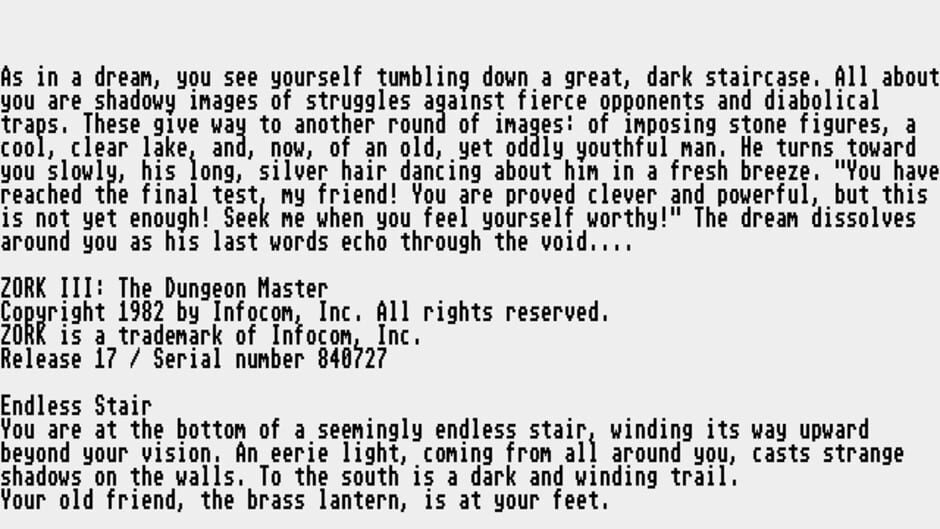 As in a dream, you see yourself tumbling down a great, dark staircase. All about
you are shadowy images of struggles against fierce opponents and diabolical
traps. These give way to another round of images: of imposing stone figures, a
cool, clear lake, and, now, of an old, yet oddly youthful man. He turns toward
you slowly, his long, silver hair dancing about him in a fresh breeze. "You have
reached the final test, my friend! You are proved clever and powerful, but this
is not yet enough! Seek me when you feel yourself worthy!" The dream dissolves
around you as his last words echo through the void....
ZORK III: The Dungeon Master
Copyright 1982 by Infocom, Inc. All rights reserved.
ZORK is a trademark of Infocom, Inc.
Release 17 / Serial number 840727
Endless Stair
You are at the bottom of a seemingly endless stair, winding its way upward
beyond your vision. An eerie light, coming from all around you, casts strange
shadows on the walls. To the south is a dark and winding trail.
Your old friend, the brass lantern, is at your feet.